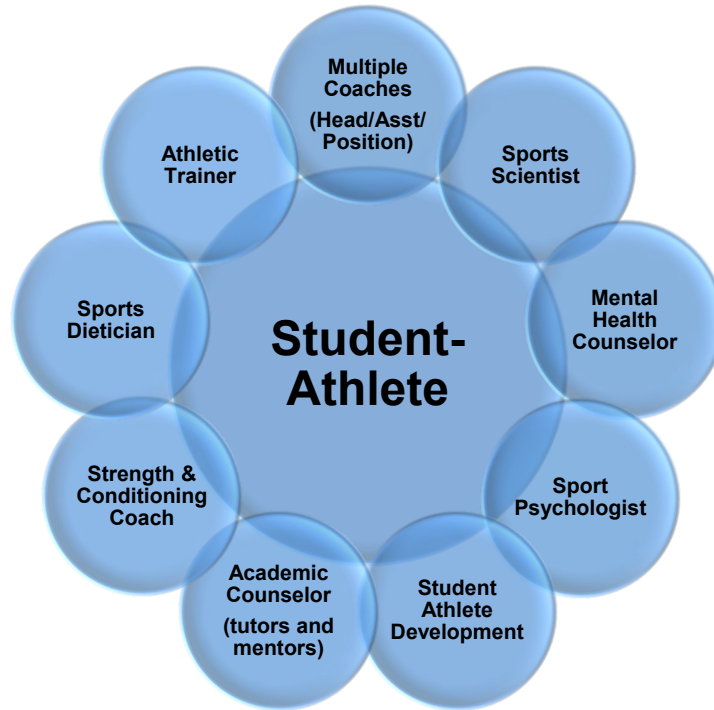 Multiple
Coaches
(Head/Asst/
Position)
Sports
Scientist
Mental
Health
Counselor
Sport
Psychologist
Student
Athlete
Development
Academic
Counselor
(tutors and
mentors)
Strength &
Conditioning
Coach
Sports
Dietician
Athletic
Trainer
Student-
Athlete